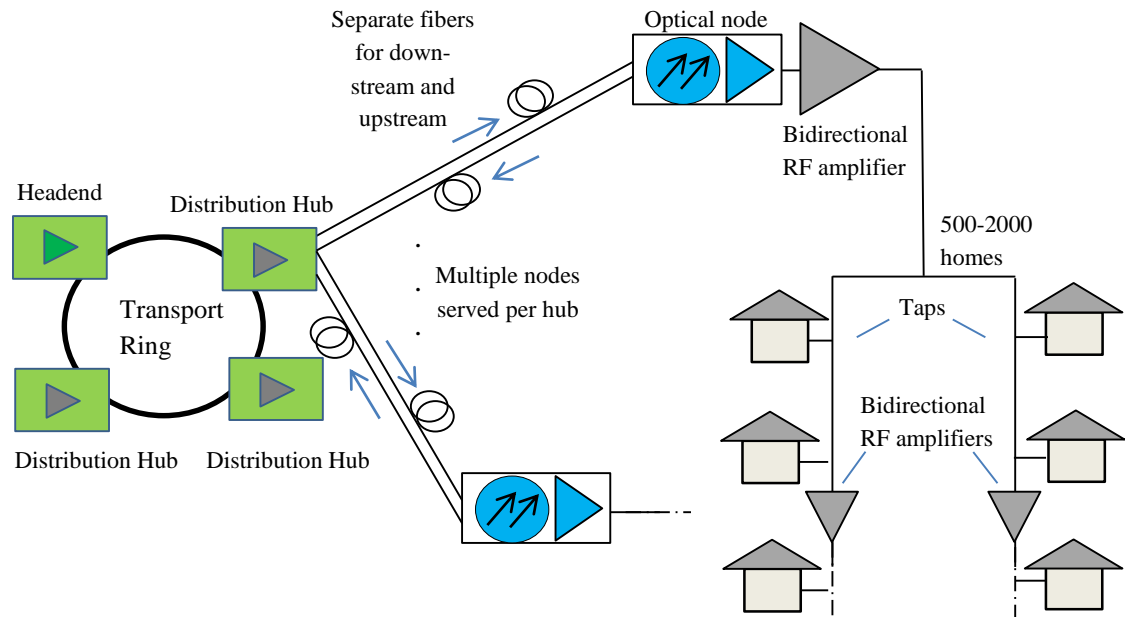 Separate fibers
for down-
stream and
upstream
Optical node
Bidirectional
RF amplifier
Headend
Distribution Hub
500-2000
homes
Multiple nodes
served per hub
Transport
Ring
Taps
Bidirectional
RF amplifiers
Distribution Hub
Distribution Hub